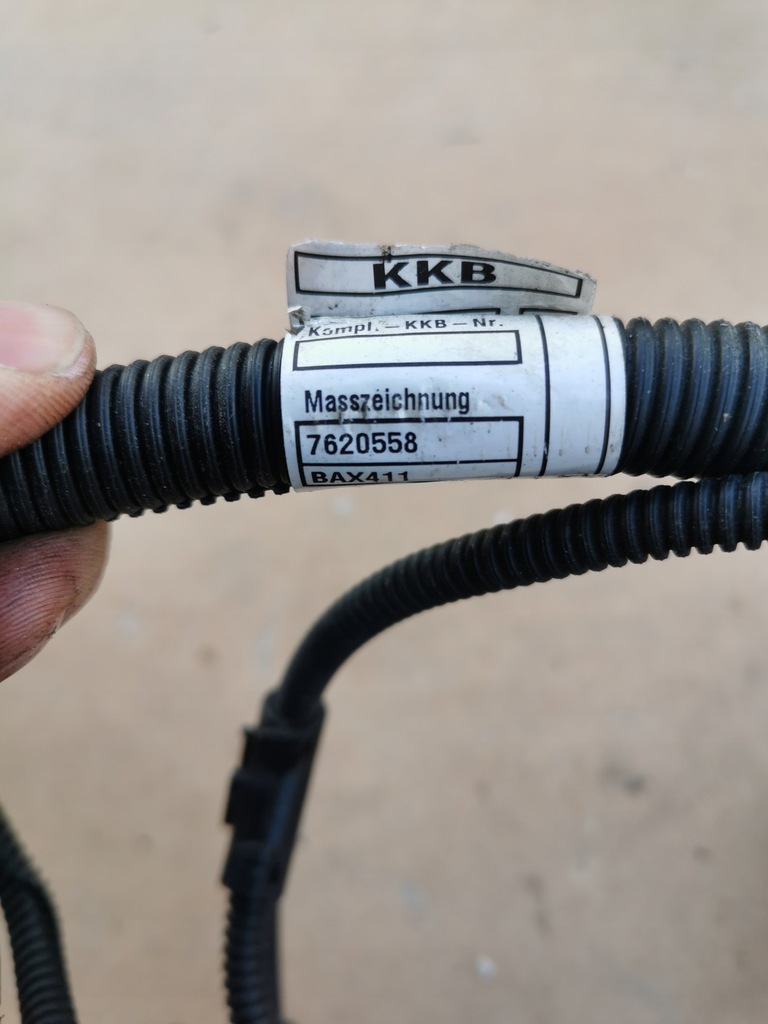 KKB
Kompl.-KKB-Nr.
Masszeichnung
7620558
BAX411